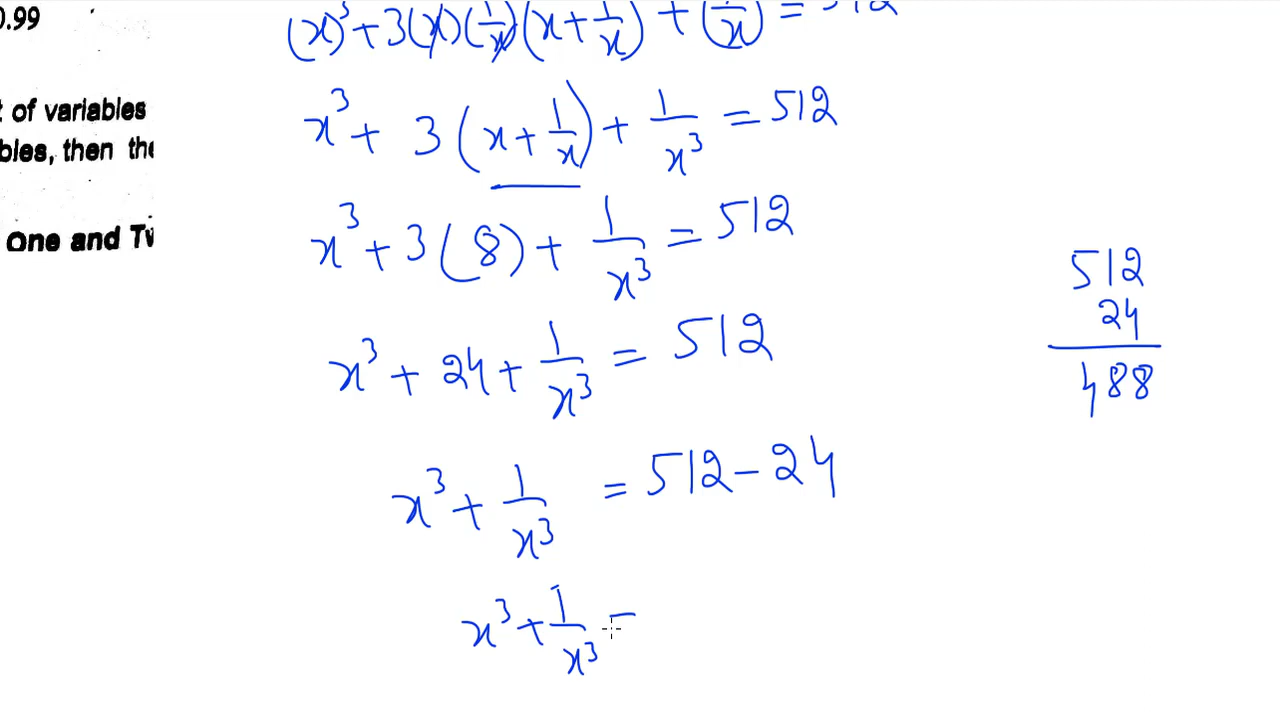 0.99
(x)³ + 3(x)(1/x)(x + 1/x) + (1/x)³ = 512
of variables
x³ + 3(x + 1/x) + 1/x³ = 512
bles, then the
x³ + 3(8) + 1/x³ = 512
One and
512
24
488
x³ + 24 + 1/x³ = 512
x³ + 1/x³ = 512 - 24
x³ + 1/x³